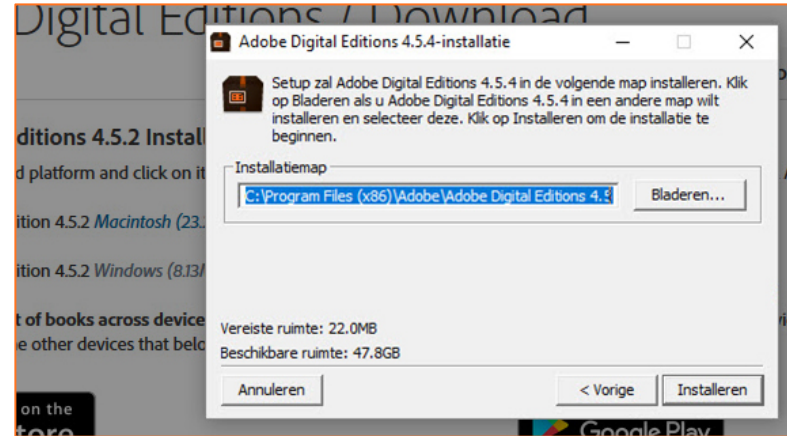 Digital Editions / Download
Adobe Digital Editions 4.5.4-installatie
Setup zal Adobe Digital Editions 4.5.4 in de volgende map installeren. Klik
op Bladeren als u Adobe Digital Editions 4.5.4 in een andere map wilt
installeren en selecteer deze. Klik op Installeren om de installatie te
beginnen.
Installatiemap
C:\Program Files (x86)\Adobe\Adobe Digital Editions 4.5
Bladeren...
Vereiste ruimte: 22.0MB
Beschikbare ruimte: 47.8GB
Annuleren
< Vorige
Installeren
ditions 4.5.2 Instal
d platform and click on it
ition 4.5.2 Macintosh (23.
ition 4.5.2 Windows (8.13
t of books across device
e other devices that belo
on the
tore
Google Play